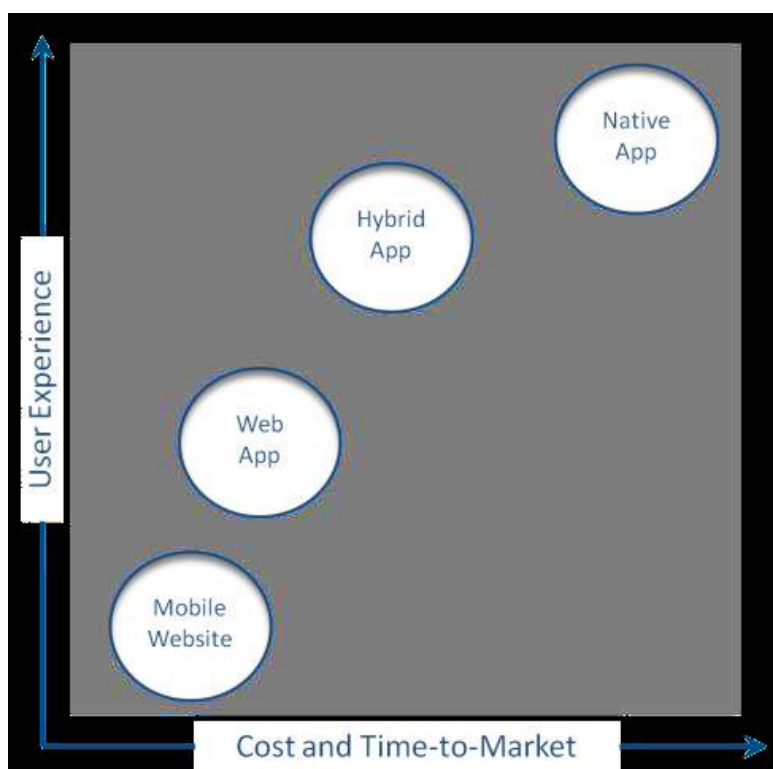 Native
App
Hybrid
App
User Experience
Web
App
Mobile
Website
Cost and Time-to-Market